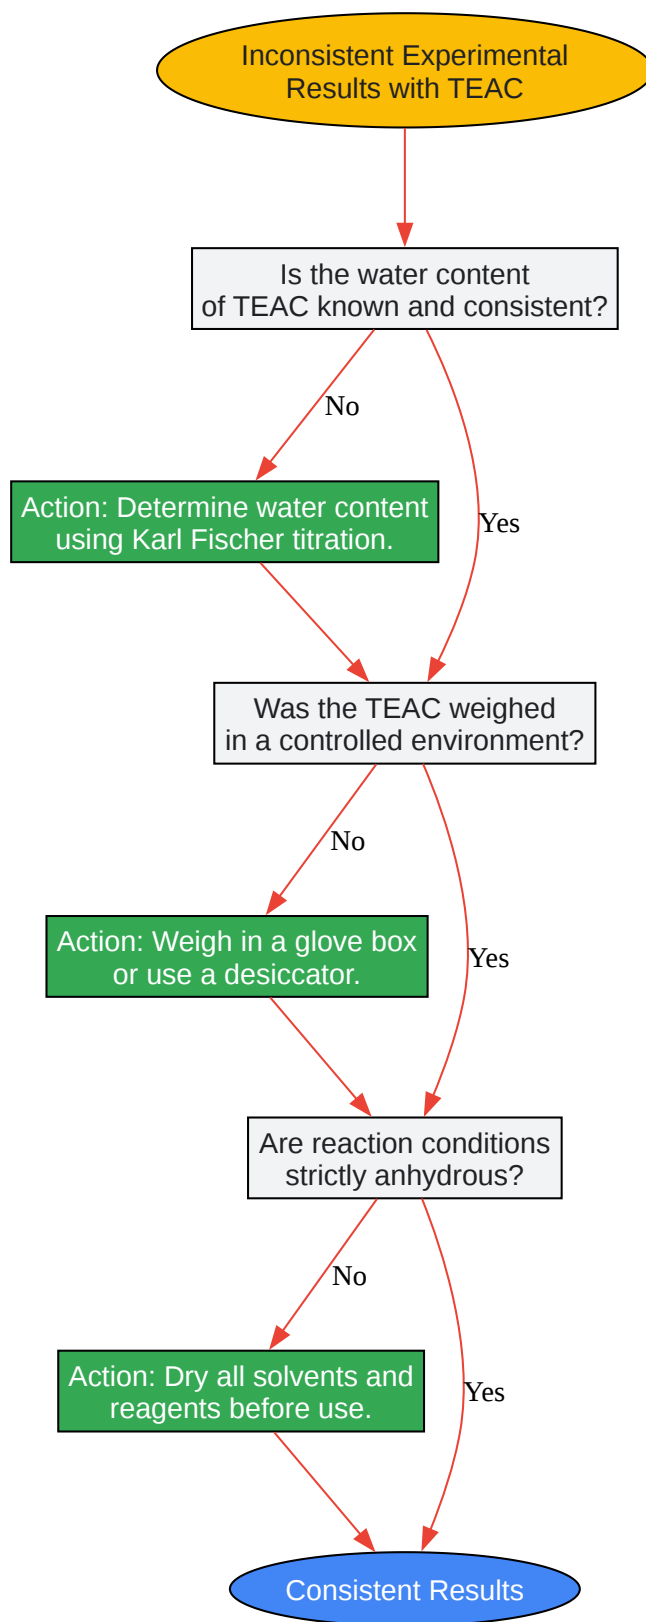 Inconsistent Experimental
Results with TEAC
Is the water content
of TEAC known and consistent?
No
Action: Determine water content
using Karl Fischer titration.
Yes
Was the TEAC weighed
in a controlled environment?
No
Action: Weigh in a glove box
or use a desiccator.
Yes
Are reaction conditions
strictly anhydrous?
No
Action: Dry all solvents and
reagents before use.
Yes
Consistent Results